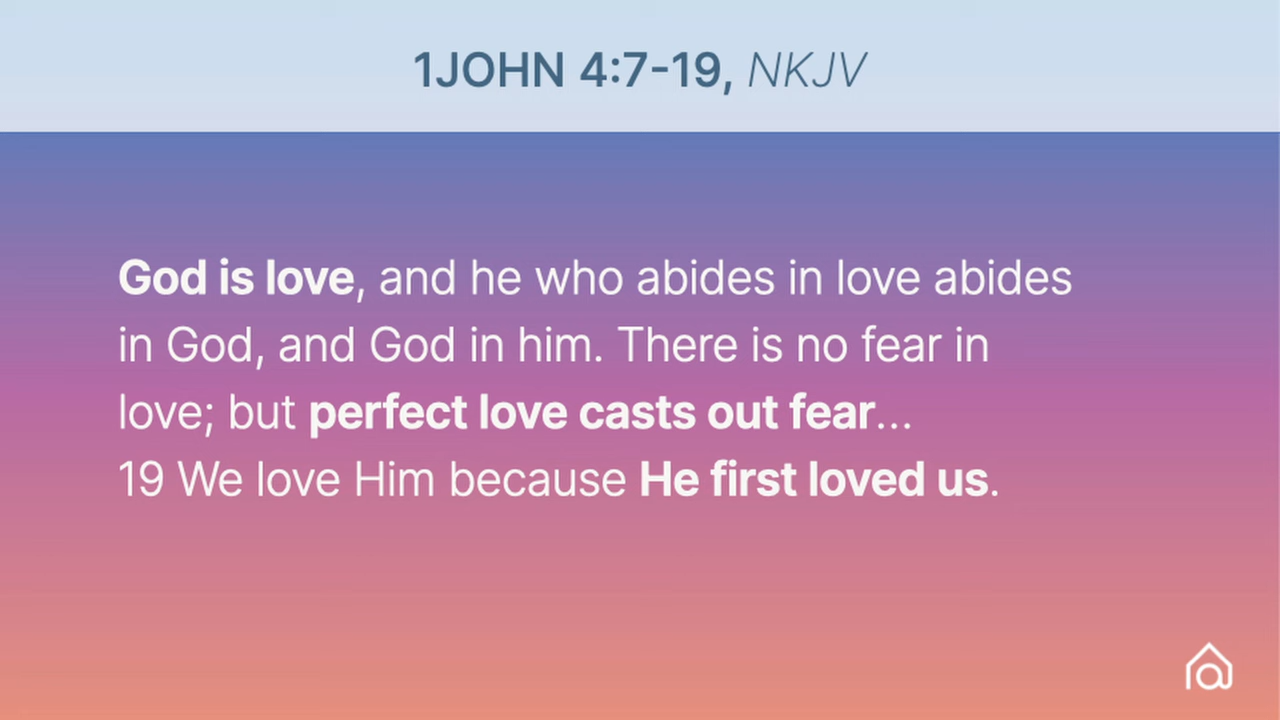 1JOHN 4:7-19, NKJV
God is love, and he who abides in love abides
in God, and God in him. There is no fear in
love; but perfect love casts out fear...
19 We love Him because He first loved us.